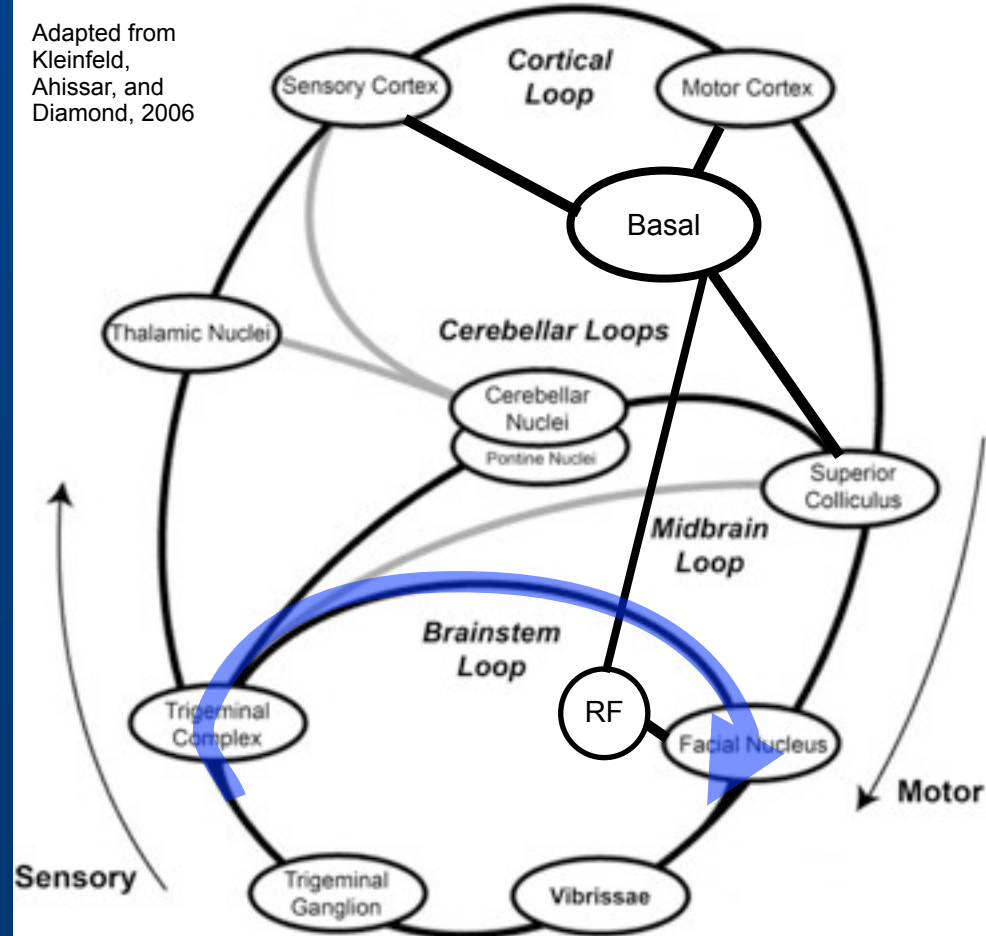 Adapted from
Kleinfeld,
Ahissar, and
Diamond, 2006
Sensory Cortex
Cortical
Loop
Motor Cortex
Basal
Thalamic Nuclei
Cerebellar Loops
Cerebellar
Nuclei
Pontine Nuclei
Superior
Colliculus
Midbrain
Loop
Brainstem
Loop
Trigeminal
Complex
RF
Facial Nucleus
Motor
Sensory
Trigeminal
Ganglion
Vibrissae